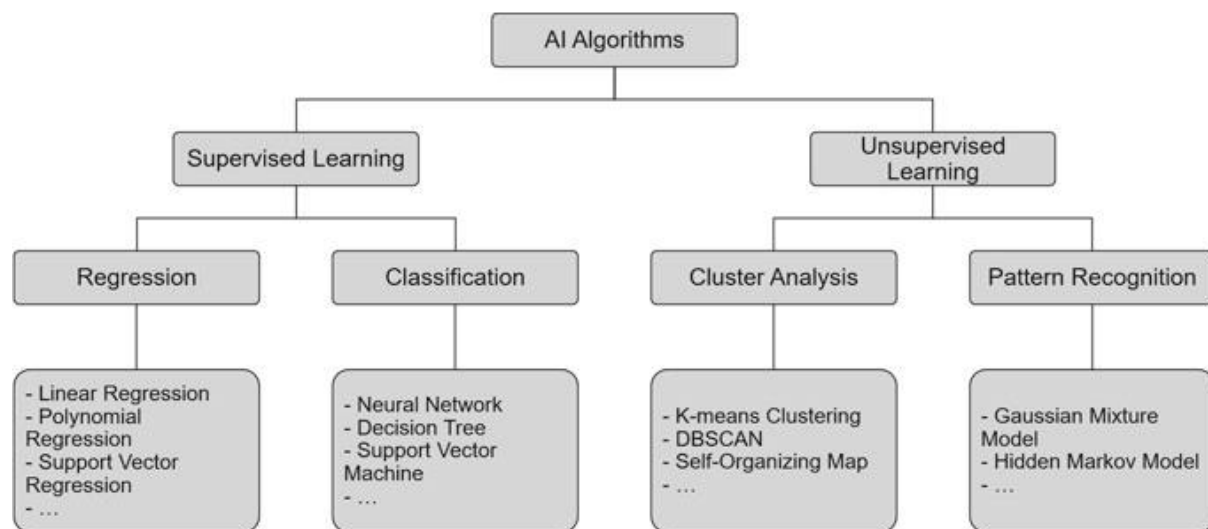 AI Algorithms
Supervised Learning
Unsupervised
Learning
Regression
Classification
Cluster Analysis
Pattern Recognition
- Linear Regression
- Polynomial
Regression
- Support Vector
Regression
- …
- Neural Network
- Decision Tree
- Support Vector
Machine
- …
- K-means Clustering
- DBSCAN
- Self-Organizing Map
- …
- Gaussian Mixture
Model
- Hidden Markov Model
- …